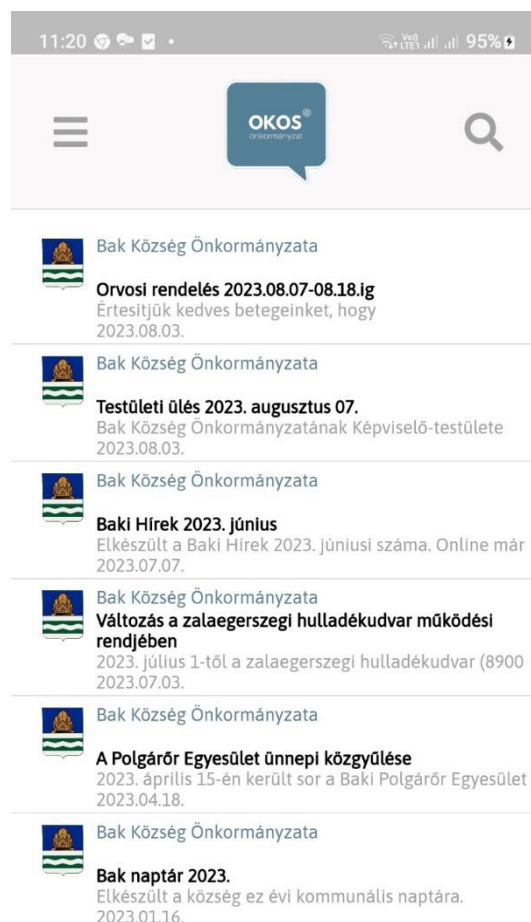 11:20
Vo)) LTE1 95%
OKOS®
önkormányzat
Bak Község Önkormányzata
Orvosi rendelés 2023.08.07-08.18.ig
Értesítjük kedves betegeinket, hogy
2023.08.03.
Bak Község Önkormányzata
Testületi ülés 2023. augusztus 07.
Bak Község Önkormányzatának Képviselő-testülete
2023.08.03.
Bak Község Önkormányzata
Baki Hírek 2023. június
Elkészült a Baki Hírek 2023. júniusi száma. Online már
2023.07.07.
Bak Község Önkormányzata
Változás a zalaegerszegi hulladékudvar működési
rendjében
2023. július 1-től a zalaegerszegi hulladékudvar (8900
2023.07.03.
Bak Község Önkormányzata
A Polgárőr Egyesület ünnepi közgyűlése
2023. április 15-én került sor a Baki Polgárőr Egyesület
2023.04.18.
Bak Község Önkormányzata
Bak naptár 2023.
Elkészült a község ez évi kommunális naptára.
2023.01.16.